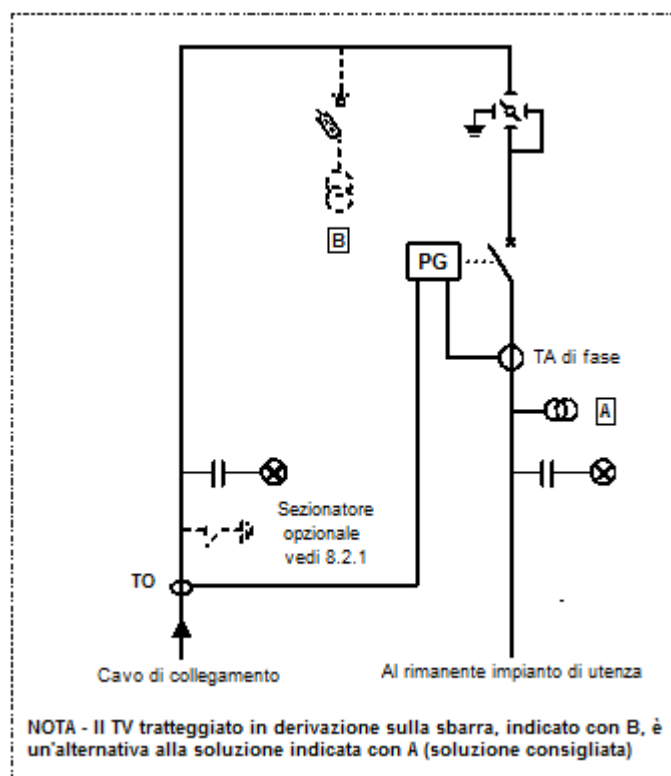 B
PG
TA di fase
A
Sezionatore
opzionale
vedi 8.2.1
TO
Cavo di collegamento
Al rimanente impianto di utenza
NOTA - Il TV tratteggiato in derivazione sulla sbarra, indicato con B, è
un'alternativa alla soluzione indicata con A (soluzione consigliata)